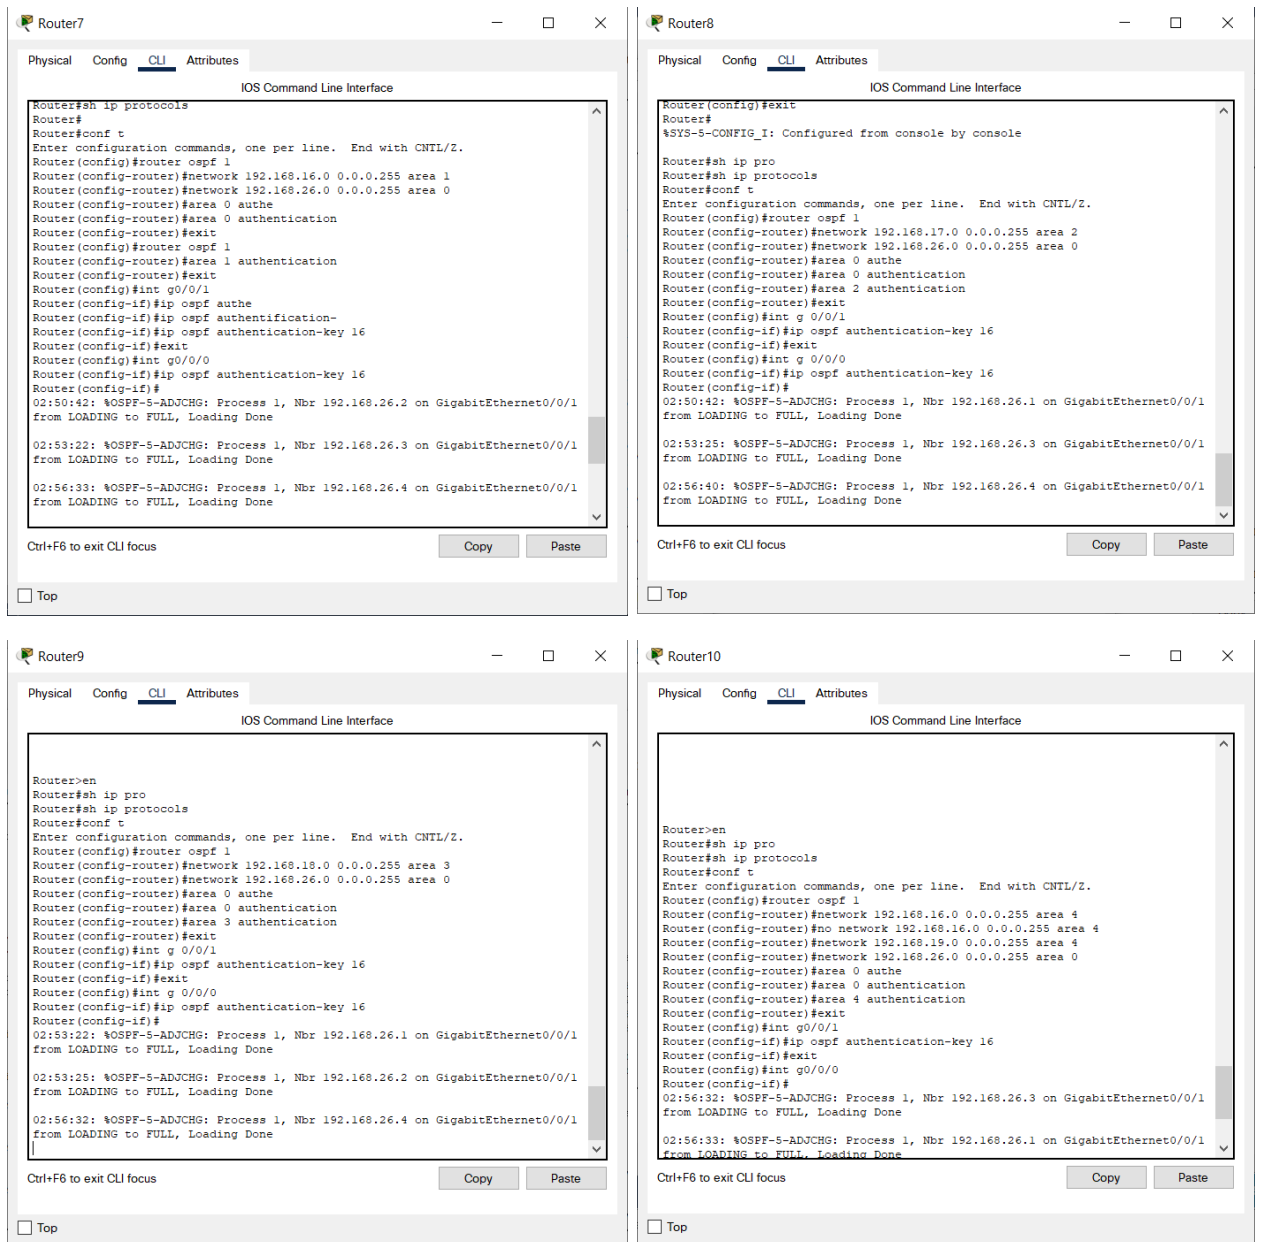 Router7
Physical Config CLI Attributes
IOS Command Line Interface
Router#sh ip protocols
Router#
Router#conf t
Enter configuration commands, one per line.  End with CNTL/Z.
Router(config)#router ospf 1
Router(config-router)#network 192.168.16.0 0.0.0.255 area 1
Router(config-router)#network 192.168.26.0 0.0.0.255 area 0
Router(config-router)#area 0 authe
Router(config-router)#area 0 authentication
Router(config-router)#exit
Router(config)#router ospf 1
Router(config-router)#area 1 authentication
Router(config-router)#exit
Router(config)#int g0/0/1
Router(config-if)#ip ospf authe
Router(config-if)#ip ospf authentification-
Router(config-if)#ip ospf authentication-key 16
Router(config-if)#exit
Router(config)#int g0/0/0
Router(config-if)#ip ospf authentication-key 16
Router(config-if)#
02:50:42: %OSPF-5-ADJCHG: Process 1, Nbr 192.168.26.2 on GigabitEthernet0/0/1
from LOADING to FULL, Loading Done
02:53:22: %OSPF-5-ADJCHG: Process 1, Nbr 192.168.26.3 on GigabitEthernet0/0/1
from LOADING to FULL, Loading Done
02:56:33: %OSPF-5-ADJCHG: Process 1, Nbr 192.168.26.4 on GigabitEthernet0/0/1
from LOADING to FULL, Loading Done
Ctrl+F6 to exit CLI focus
Copy Paste
Top
Router8
Physical Config CLI Attributes
IOS Command Line Interface
Router(config)#exit
Router#
%SYS-5-CONFIG_I: Configured from console by console
Router#sh ip pro
Router#sh ip protocols
Router#conf t
Enter configuration commands, one per line.  End with CNTL/Z.
Router(config)#router ospf 1
Router(config-router)#network 192.168.17.0 0.0.0.255 area 2
Router(config-router)#network 192.168.26.0 0.0.0.255 area 0
Router(config-router)#area 0 authe
Router(config-router)#area 0 authentication
Router(config-router)#area 2 authentication
Router(config-router)#exit
Router(config)#int g 0/0/1
Router(config-if)#ip ospf authentication-key 16
Router(config-if)#exit
Router(config)#int g 0/0/0
Router(config-if)#ip ospf authentication-key 16
Router(config-if)#
02:50:42: %OSPF-5-ADJCHG: Process 1, Nbr 192.168.26.1 on GigabitEthernet0/0/1
from LOADING to FULL, Loading Done
02:53:25: %OSPF-5-ADJCHG: Process 1, Nbr 192.168.26.3 on GigabitEthernet0/0/1
from LOADING to FULL, Loading Done
02:56:40: %OSPF-5-ADJCHG: Process 1, Nbr 192.168.26.4 on GigabitEthernet0/0/1
from LOADING to FULL, Loading Done
Ctrl+F6 to exit CLI focus
Copy Paste
Top
Router9
Physical Config CLI Attributes
IOS Command Line Interface
Router>en
Router#sh ip pro
Router#sh ip protocols
Router#conf t
Enter configuration commands, one per line.  End with CNTL/Z.
Router(config)#router ospf 1
Router(config-router)#network 192.168.18.0 0.0.0.255 area 3
Router(config-router)#network 192.168.26.0 0.0.0.255 area 0
Router(config-router)#area 0 authe
Router(config-router)#area 0 authentication
Router(config-router)#area 3 authentication
Router(config-router)#exit
Router(config)#int g 0/0/1
Router(config-if)#ip ospf authentication-key 16
Router(config-if)#exit
Router(config)#int g 0/0/0
Router(config-if)#ip ospf authentication-key 16
Router(config-if)#
02:53:22: %OSPF-5-ADJCHG: Process 1, Nbr 192.168.26.1 on GigabitEthernet0/0/1
from LOADING to FULL, Loading Done
02:53:25: %OSPF-5-ADJCHG: Process 1, Nbr 192.168.26.2 on GigabitEthernet0/0/1
from LOADING to FULL, Loading Done
02:56:32: %OSPF-5-ADJCHG: Process 1, Nbr 192.168.26.4 on GigabitEthernet0/0/1
from LOADING to FULL, Loading Done
Ctrl+F6 to exit CLI focus
Copy Paste
Top
Router10
Physical Config CLI Attributes
IOS Command Line Interface
Router>en
Router#sh ip pro
Router#sh ip protocols
Router#conf t
Enter configuration commands, one per line.  End with CNTL/Z.
Router(config)#router ospf 1
Router(config-router)#network 192.168.16.0 0.0.0.255 area 4
Router(config-router)#no network 192.168.16.0 0.0.0.255 area 4
Router(config-router)#network 192.168.19.0 0.0.0.255 area 4
Router(config-router)#network 192.168.26.0 0.0.0.255 area 0
Router(config-router)#area 0 authe
Router(config-router)#area 0 authentication
Router(config-router)#area 4 authentication
Router(config-router)#exit
Router(config)#int g0/0/1
Router(config-if)#ip ospf authentication-key 16
Router(config-if)#exit
Router(config)#int g0/0/0
Router(config-if)#
02:56:32: %OSPF-5-ADJCHG: Process 1, Nbr 192.168.26.3 on GigabitEthernet0/0/1
from LOADING to FULL, Loading Done
02:56:33: %OSPF-5-ADJCHG: Process 1, Nbr 192.168.26.1 on GigabitEthernet0/0/1
from LOADING to FULL, Loading Done
Ctrl+F6 to exit CLI focus
Copy Paste
Top